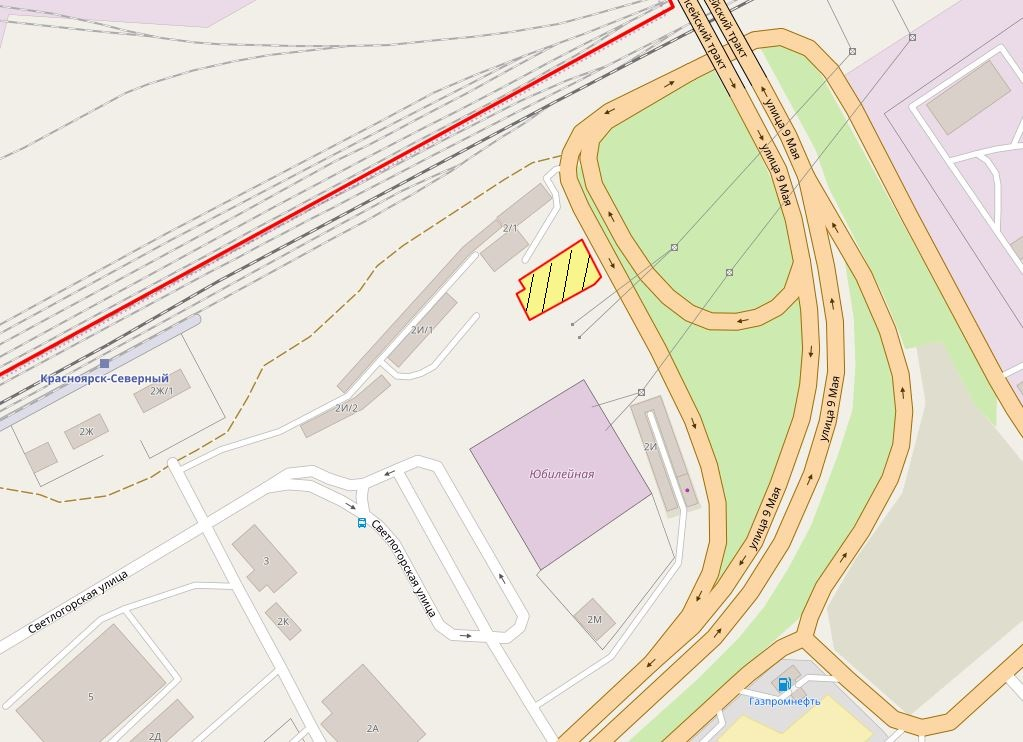 сейский тракт
сейский тракт
улица 9 Мая
улица 9 Мая
2/1
2И/1
Красноярск-Северный
2Ж/1
2И/2
2Ж
2И
Юбилейная
улица 9 Мая
улица 9 Мая
Светлогорская улица
3
Светлогорская улица
2К
2М
5
2А
2Д
Газпромнефть